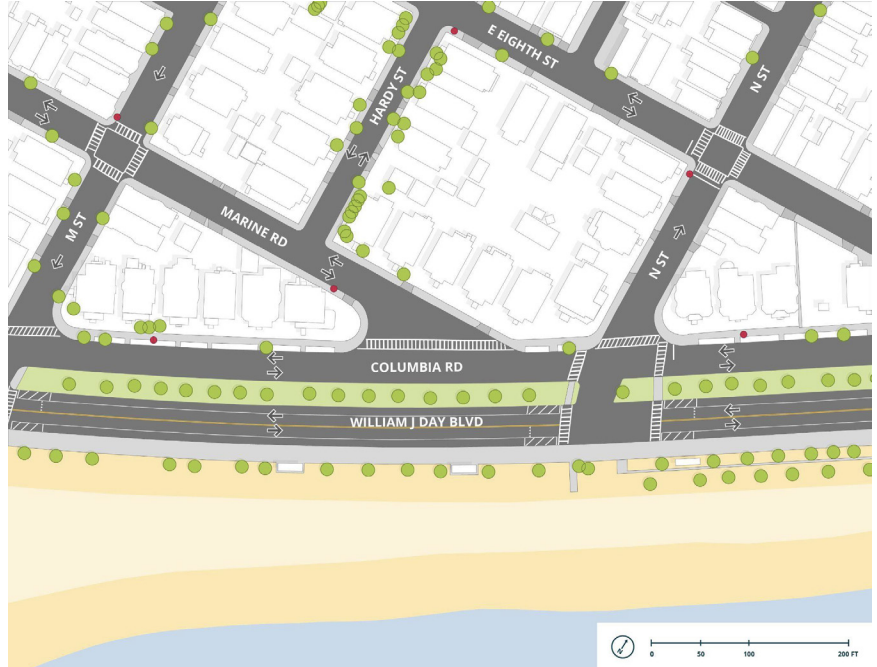 E EIGHTH ST
HARDY ST
N ST
MARINE RD
M ST
N ST
COLUMBIA RD
WILLIAM J DAY BLVD
N
0 50 100 200 FT